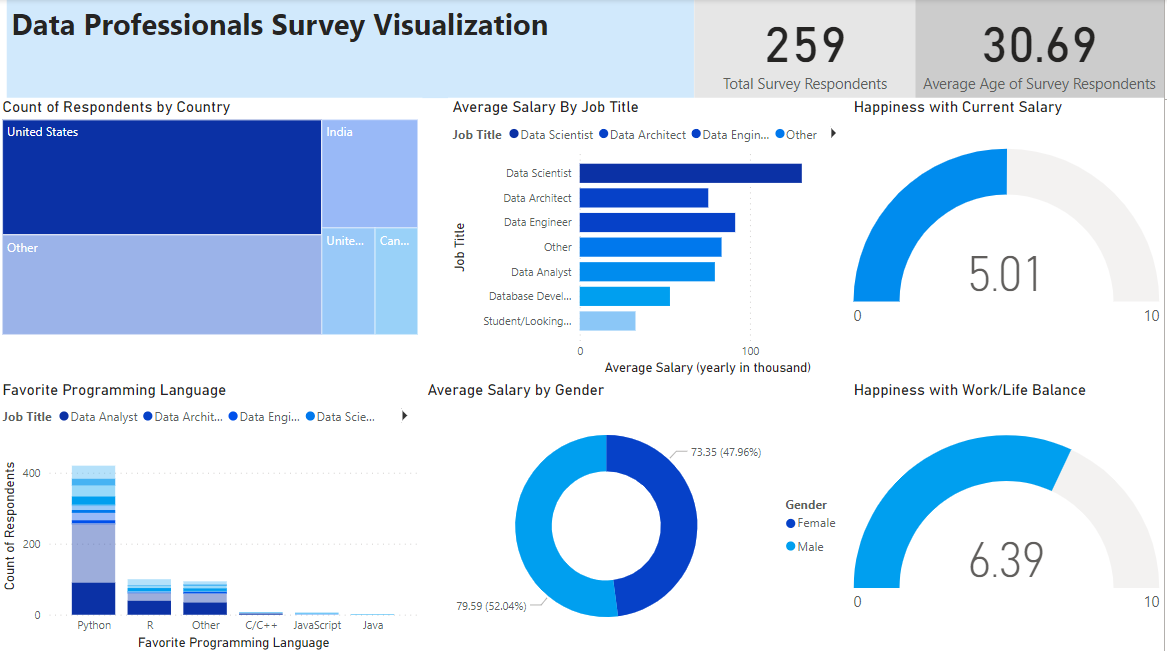 Data Professionals Survey Visualization
259
Total Survey Respondents
30.69
Average Age of Survey Respondents
Count of Respondents by Country
United States
India
Other
Unite...
Can...
Average Salary By Job Title
Job Title Data Scientist Data Architect Data Engin... Other
Job Title
Data Scientist
Data Architect
Data Engineer
Other
Data Analyst
Database Devel...
Student/Looking...
0 100
Average Salary (yearly in thousand)
Happiness with Current Salary
5.01
0 10
Favorite Programming Language
Job Title Data Analyst Data Archit... Data Engi... Data Scie...
Count of Respondents
400
200
0
Python R Other C/C++ JavaScript Java
Favorite Programming Language
Average Salary by Gender
73.35 (47.96%)
79.59 (52.04%)
Gender
Female
Male
Happiness with Work/Life Balance
6.39
0 10